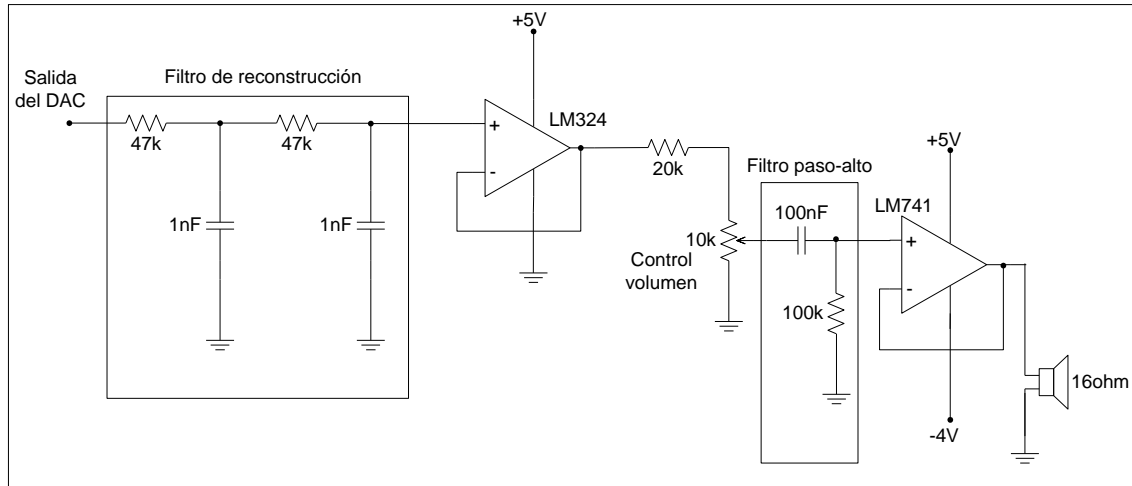 Salida
del DAC
Filtro de reconstrucción
47k
47k
1nF
1nF
+5V
LM324
20k
10k
Control
volumen
Filtro paso-alto
100nF
100k
+5V
LM741
-4V
16ohm
+
-
+
-